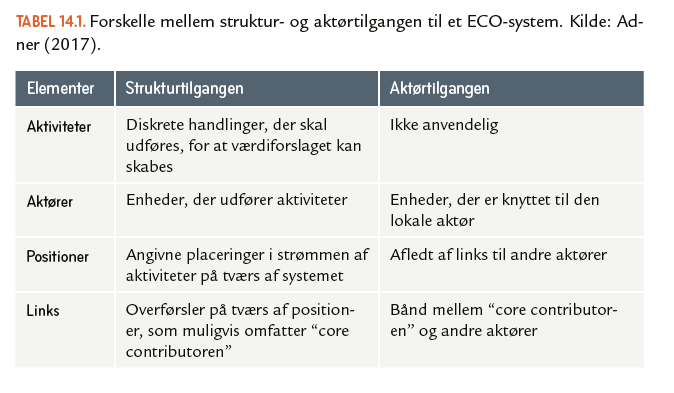 TABEL 14.1. Forskelle mellem struktur- og aktørtilgangen til et ECO-system. Kilde: Ad-
ner (2017).
Elementer
Strukturtilgangen
Aktørtilgangen
Aktiviteter
Diskrete handlinger, der skal
udføres, for at værdiforslaget kan
skabes
Ikke anvendelig
Aktører
Enheder, der udfører aktiviteter
Enheder, der er knyttet til den
lokale aktør
Positioner
Angivne placeringer i strømmen af
aktiviteter på tværs af systemet
Afledt af links til andre aktører
Links
Overførsler på tværs af position-
er, som muligvis omfatter “core
contributoren”
Bånd mellem “core contributor-
en” og andre aktører